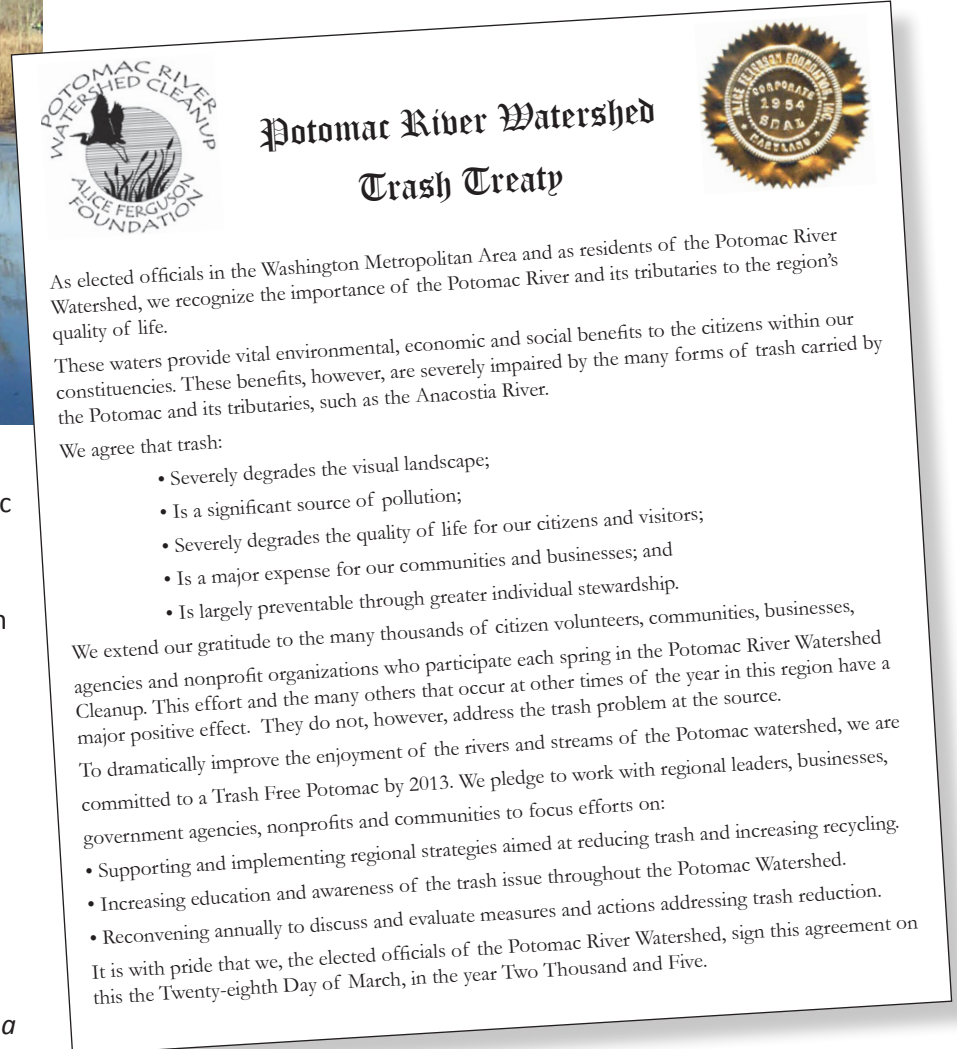 POTOMAC RIVER
WATERSHED CLEANUP
ALICE FERGUSON
FOUNDATION
Potomac River Watershed
Trash Treaty
ALICE FERGUSON FOUNDATION, INC.
CORPORATE
1954
SEAL
MARYLAND
As elected officials in the Washington Metropolitan Area and as residents of the Potomac River
Watershed, we recognize the importance of the Potomac River and its tributaries to the region's
quality of life.
These waters provide vital environmental, economic and social benefits to the citizens within our
constituencies. These benefits, however, are severely impaired by the many forms of trash carried by
the Potomac and its tributaries, such as the Anacostia River.
We agree that trash:
• Severely degrades the visual landscape;
• Is a significant source of pollution;
• Severely degrades the quality of life for our citizens and visitors;
• Is a major expense for our communities and businesses; and
• Is largely preventable through greater individual stewardship.
We extend our gratitude to the many thousands of citizen volunteers, communities, businesses,
agencies and nonprofit organizations who participate each spring in the Potomac River Watershed
Cleanup. This effort and the many others that occur at other times of the year in this region have a
major positive effect. They do not, however, address the trash problem at the source.
To dramatically improve the enjoyment of the rivers and streams of the Potomac watershed, we are
committed to a Trash Free Potomac by 2013. We pledge to work with regional leaders, businesses,
government agencies, nonprofits and communities to focus efforts on:
• Supporting and implementing regional strategies aimed at reducing trash and increasing recycling.
• Increasing education and awareness of the trash issue throughout the Potomac Watershed.
• Reconvening annually to discuss and evaluate measures and actions addressing trash reduction.
It is with pride that we, the elected officials of the Potomac River Watershed, sign this agreement on
this the Twenty-eighth Day of March, in the year Two Thousand and Five.
c
a